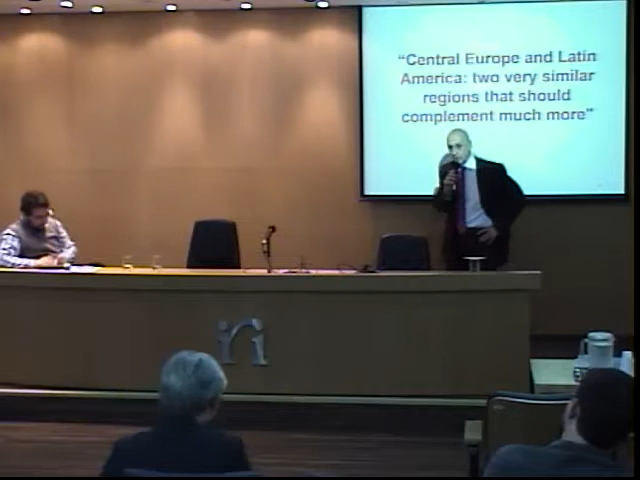 “Central Europe and Latin
America: two very similar
regions that should
complement much more”
iri